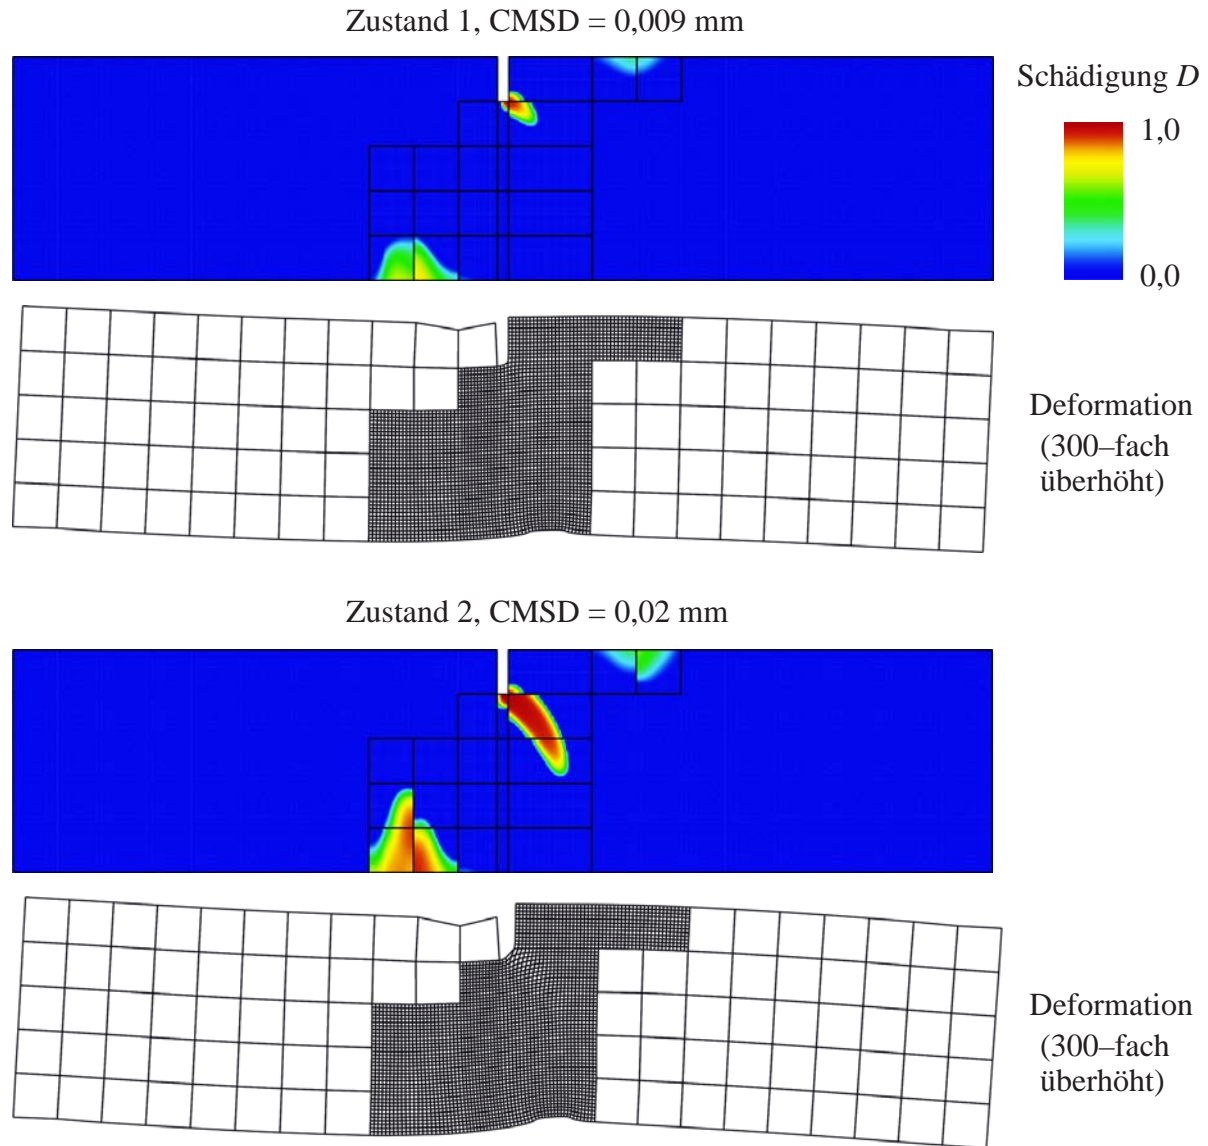 Zustand 1, CMSD = 0,009 mm
Schädigung D
1,0
0,0
Deformation
(300–fach
überhöht)
Zustand 2, CMSD = 0,02 mm
Deformation
(300–fach
überhöht)